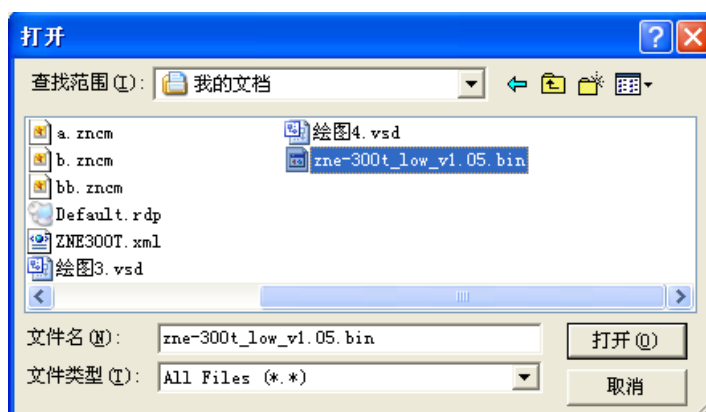 打开
查找范围(I): 我的文档
a.zncm
b.zncm
bb.zncm
Default.rdp
ZNE300T.xml
绘图3.vsd
绘图4.vsd
zne-300t_low_v1.05.bin
文件名(N): zne-300t_low_v1.05.bin 打开(O)
文件类型(T): All Files (*.*) 取消